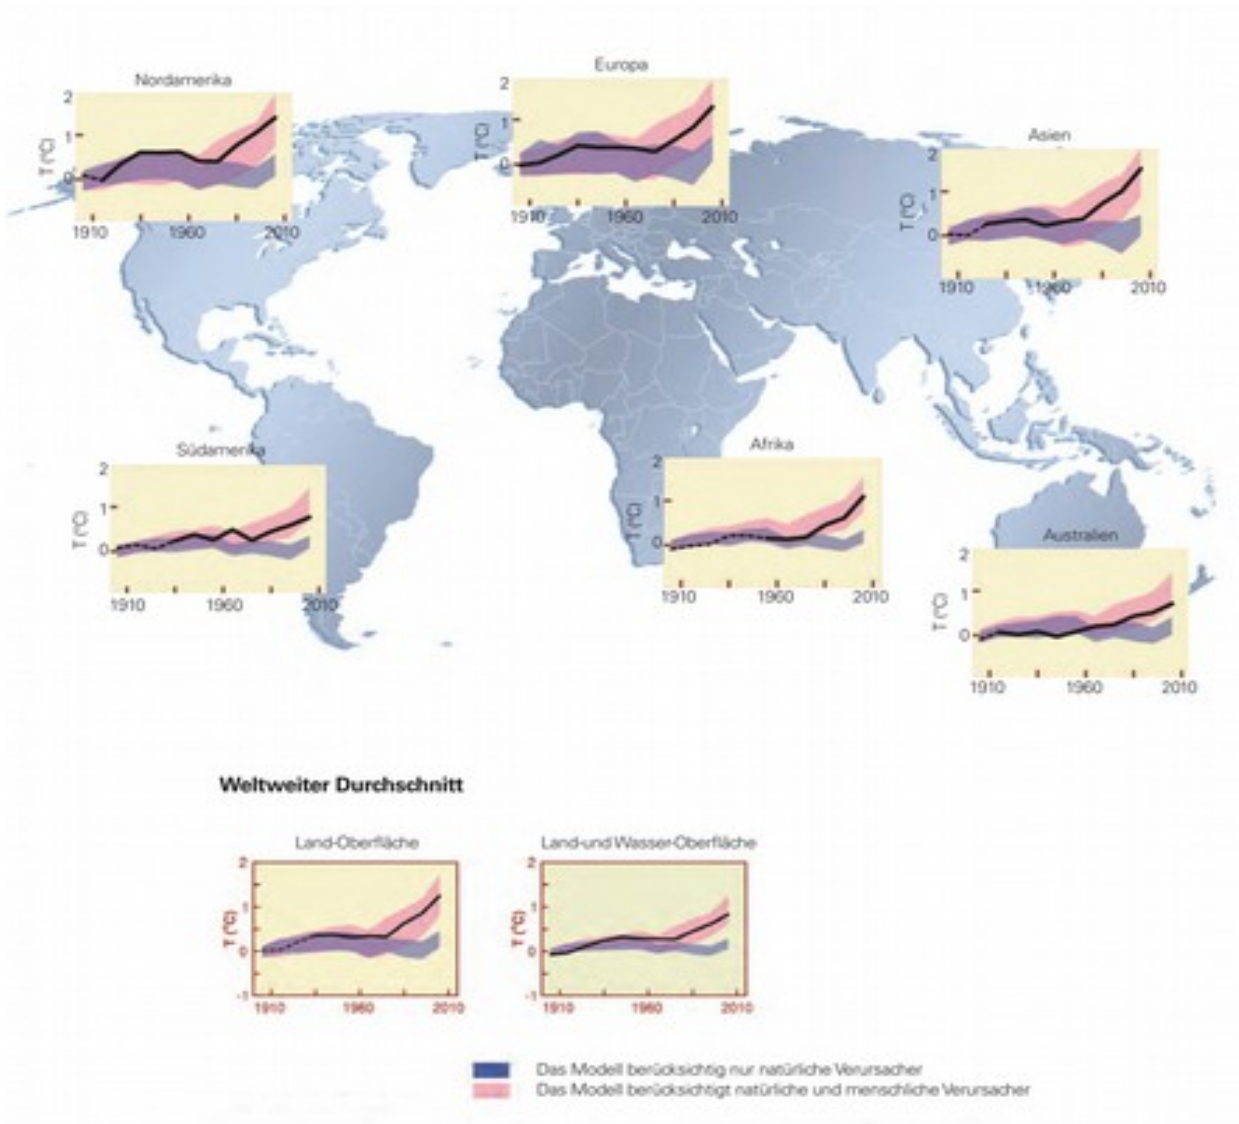 Nordamerika
2
1
0
T (°C)
1910 1960 2010
Europa
2
1
0
T (°C)
1910 1960 2010
Asien
2
1
0
T (°C)
1910 1960 2010
Südamerika
2
1
0
T (°C)
1910 1960 2010
Afrika
2
1
0
T (°C)
1910 1960 2010
Australien
2
1
0
T (°C)
1910 1960 2010
Weltweiter Durchschnitt
Land-Oberfläche
2
1
0
-1
T (°C)
1910 1960 2010
Land-und Wasser-Oberfläche
2
1
0
-1
T (°C)
1910 1960 2010
Das Modell berücksichtig nur natürliche Verursacher
Das Modell berücksichtigt natürliche und menschliche Verursacher